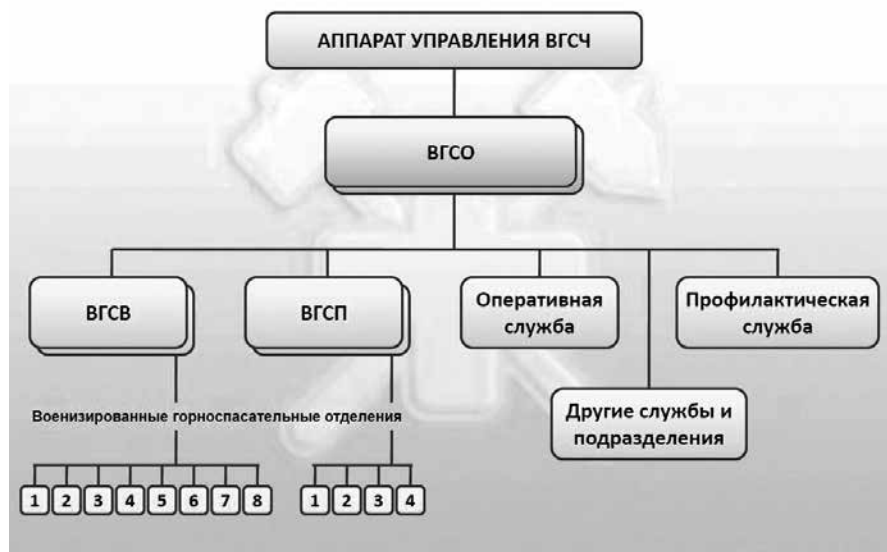 АППАРАТ УПРАВЛЕНИЯ ВГСЧ
ВГСО
ВГСВ
ВГСП
Оперативная
служба
Профилактическая
служба
Другие службы и
подразделения
Военизированные горноспасательные отделения
1 2 3 4 5 6 7 8
1 2 3 4